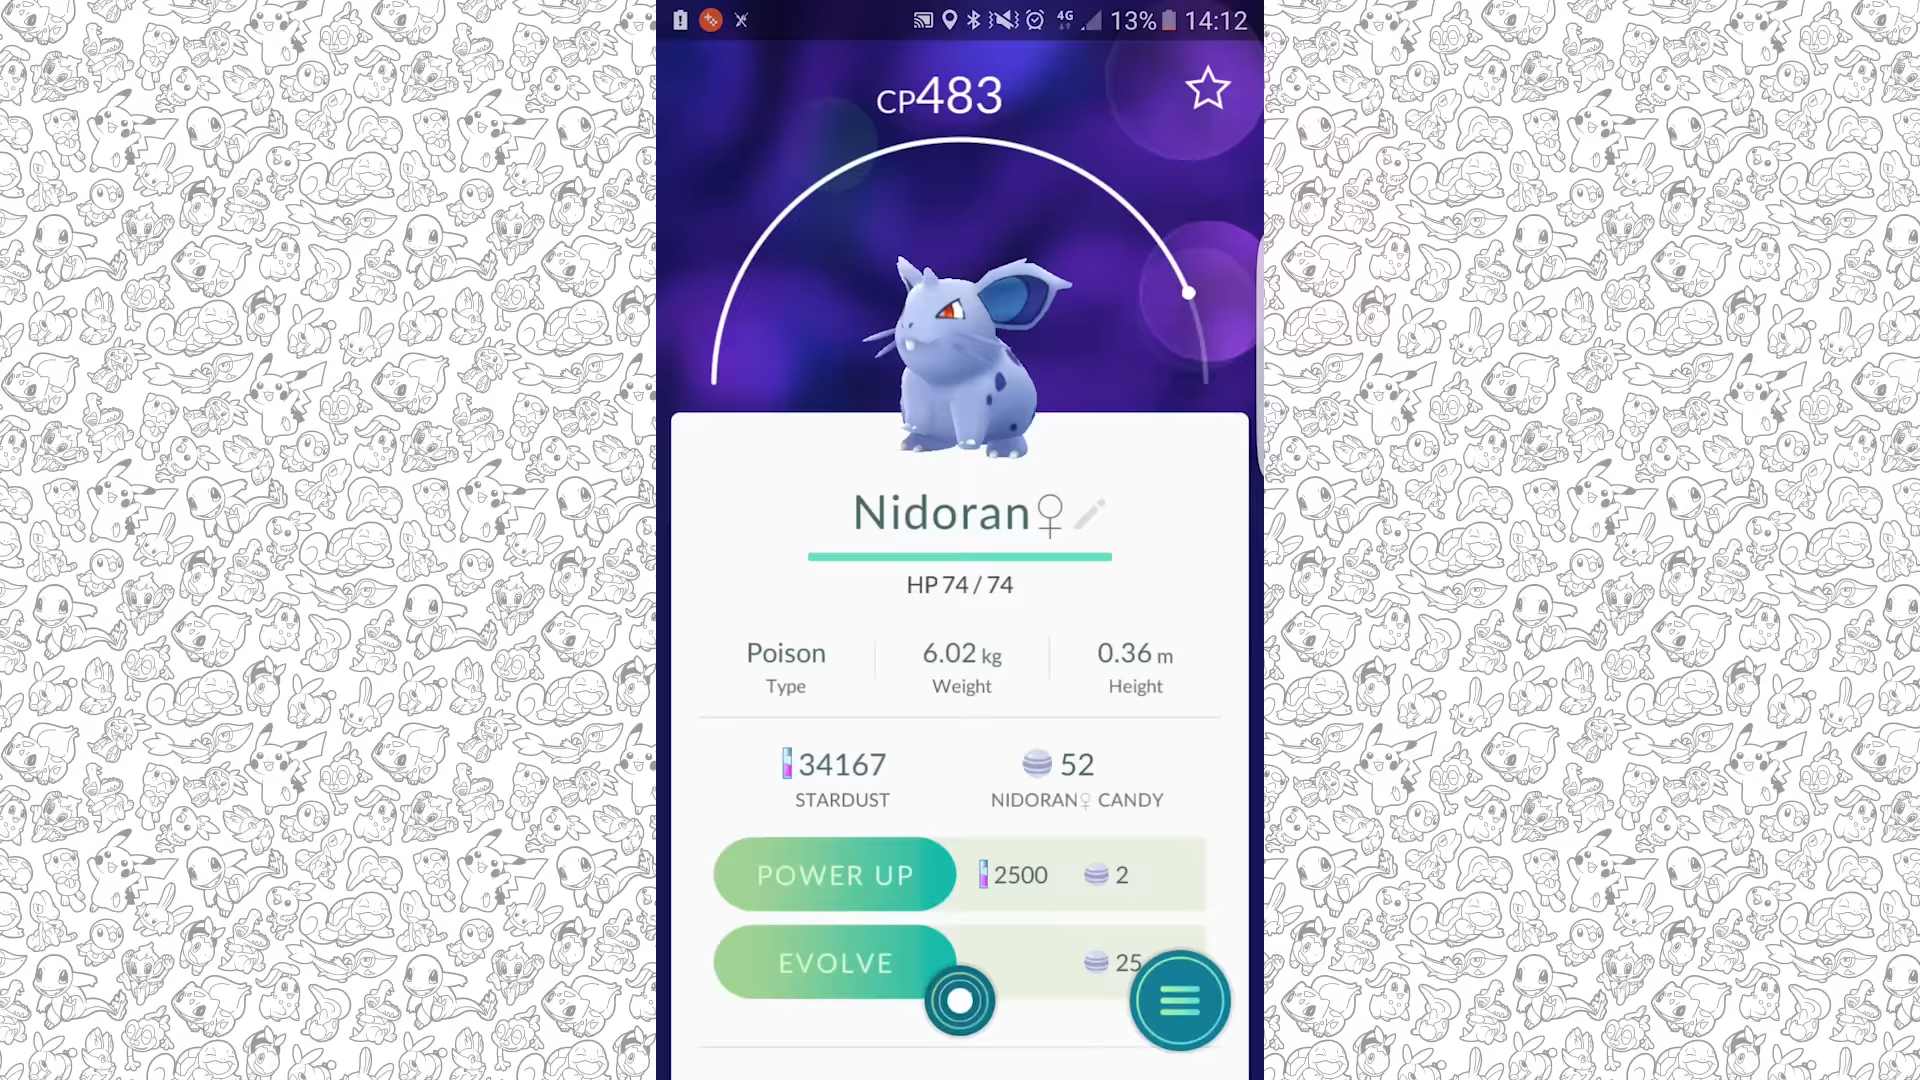 4G 13% 14:12
CP483
Nidoran♀
HP 74 / 74
Poison 6.02 kg 0.36 m
Type Weight Height
34167 52
STARDUST NIDORAN♀ CANDY
POWER UP 2500 2
EVOLVE 25